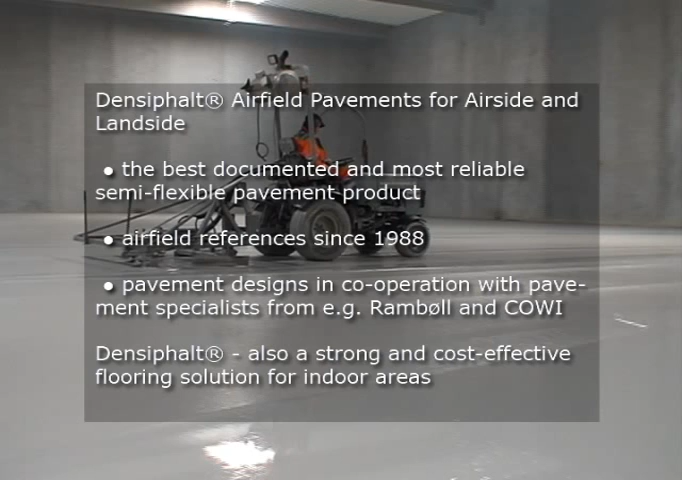 Densiphalt® Airfield Pavements for Airside and
Landside
● the best documented and most reliable
semi-flexible pavement product
● airfield references since 1988
● pavement designs in co-operation with pave-
ment specialists from e.g. Rambøll and COWI
Densiphalt® - also a strong and cost-effective
flooring solution for indoor areas